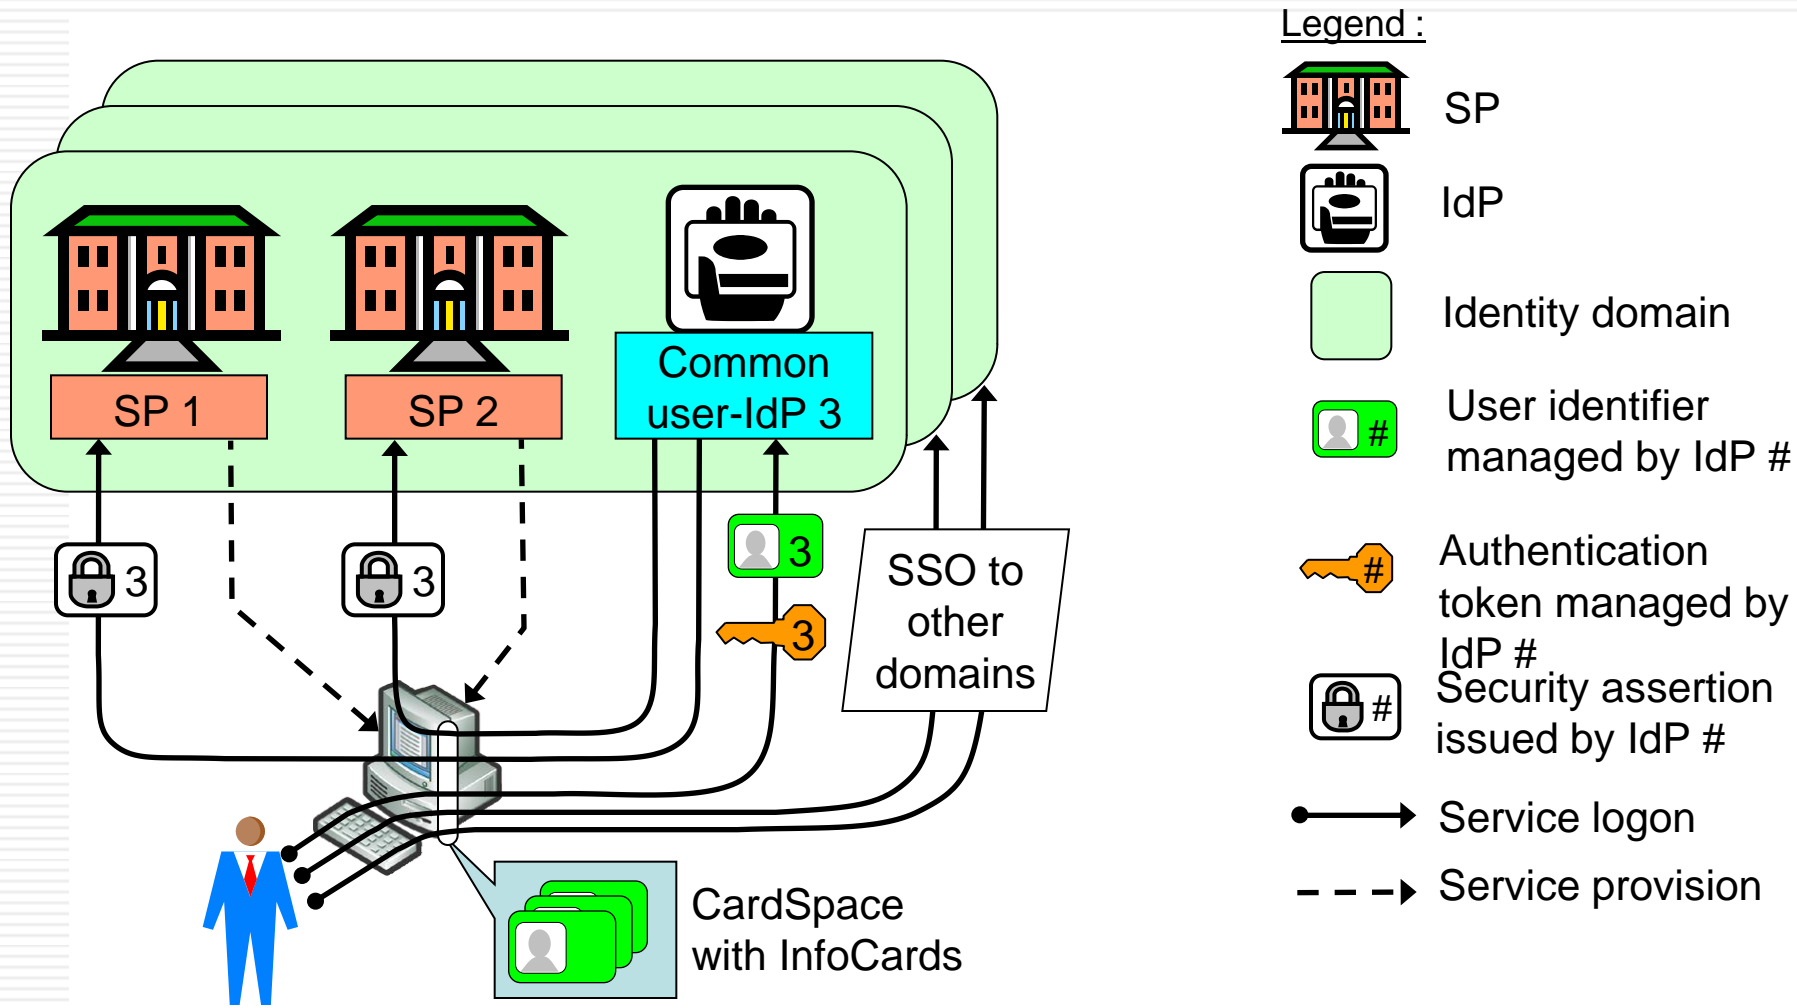 SP 1
SP 2
Common
user-IdP 3
3
3
3
3
SSO to
other
domains
CardSpace
with InfoCards
Legend :
SP
IdP
Identity domain
#
User identifier
managed by IdP #
#
Authentication
token managed by
IdP #
#
Security assertion
issued by IdP #
Service logon
Service provision